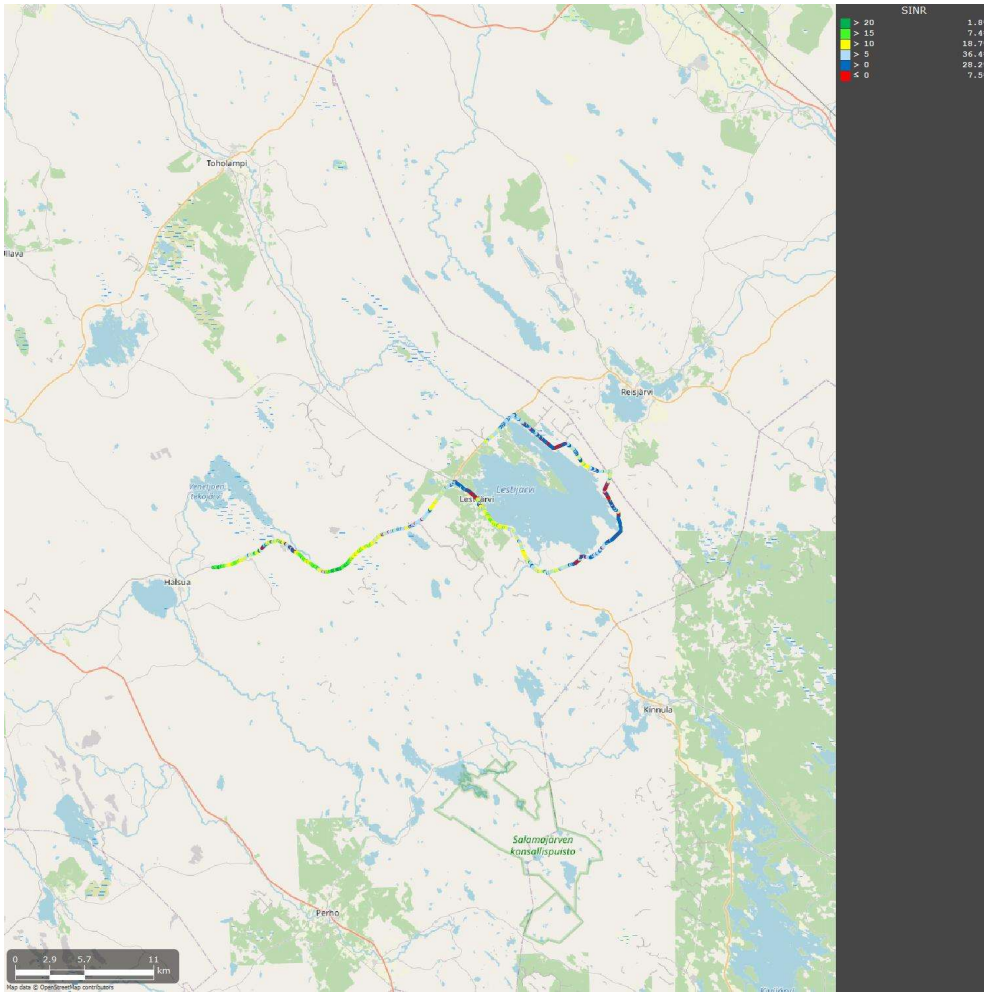 SINR
> 20 1.8
> 15 7.4
> 10 18.7
> 5 36.4
> 0 28.2
≤ 0 7.5
Toholampi
Ullava
Reisjärvi
Lestijärvi
Lestijärvi
Halsua
Kinnula
Salamajärven
kansallispuisto
Perho
0 2.9 5.7 11
km
Map data © OpenStreetMap contributors